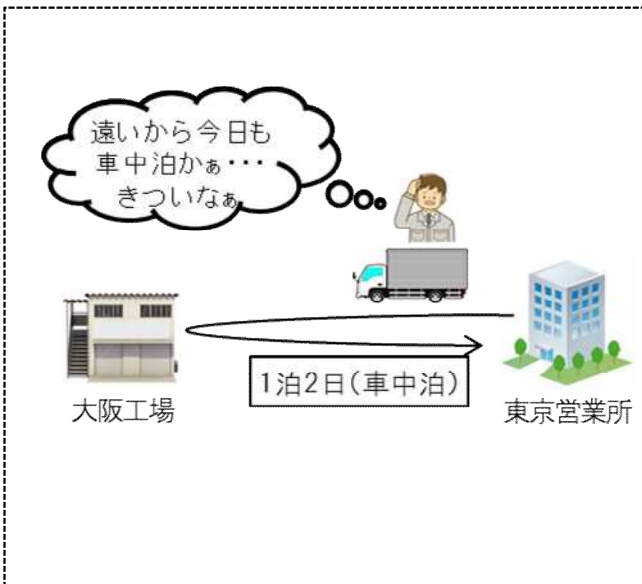 遠いから今日も
車中泊かぁ・・・
きついなぁ
1泊2日(車中泊)
大阪工場
東京営業所